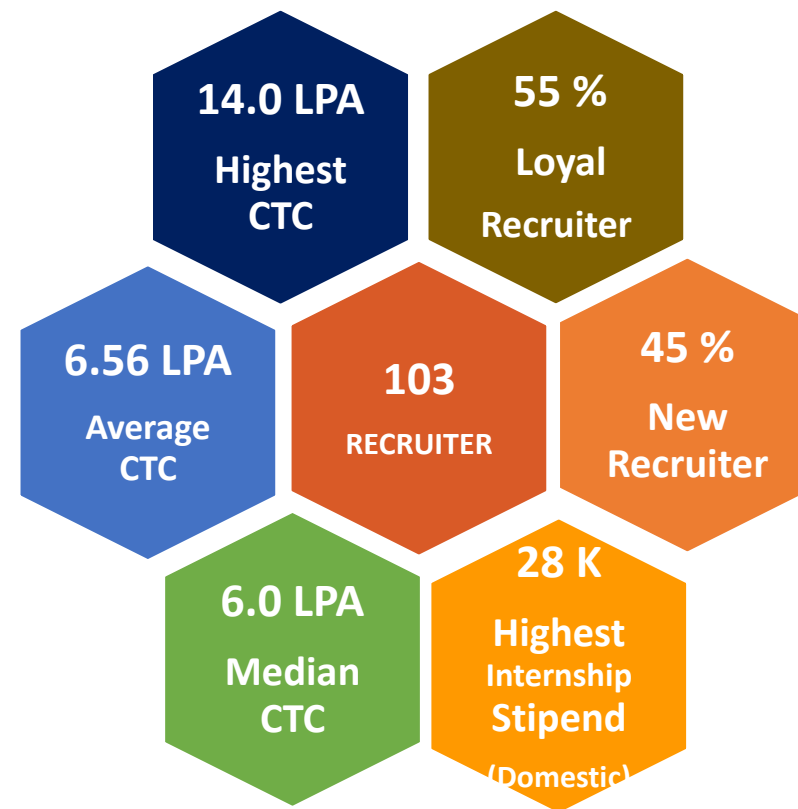 14.0 LPA
Highest
CTC
55 %
Loyal
Recruiter
6.56 LPA
Average
CTC
103
RECRUITER
45 %
New
Recruiter
6.0 LPA
Median
CTC
28 K
Highest
Internship
Stipend
(Domestic)